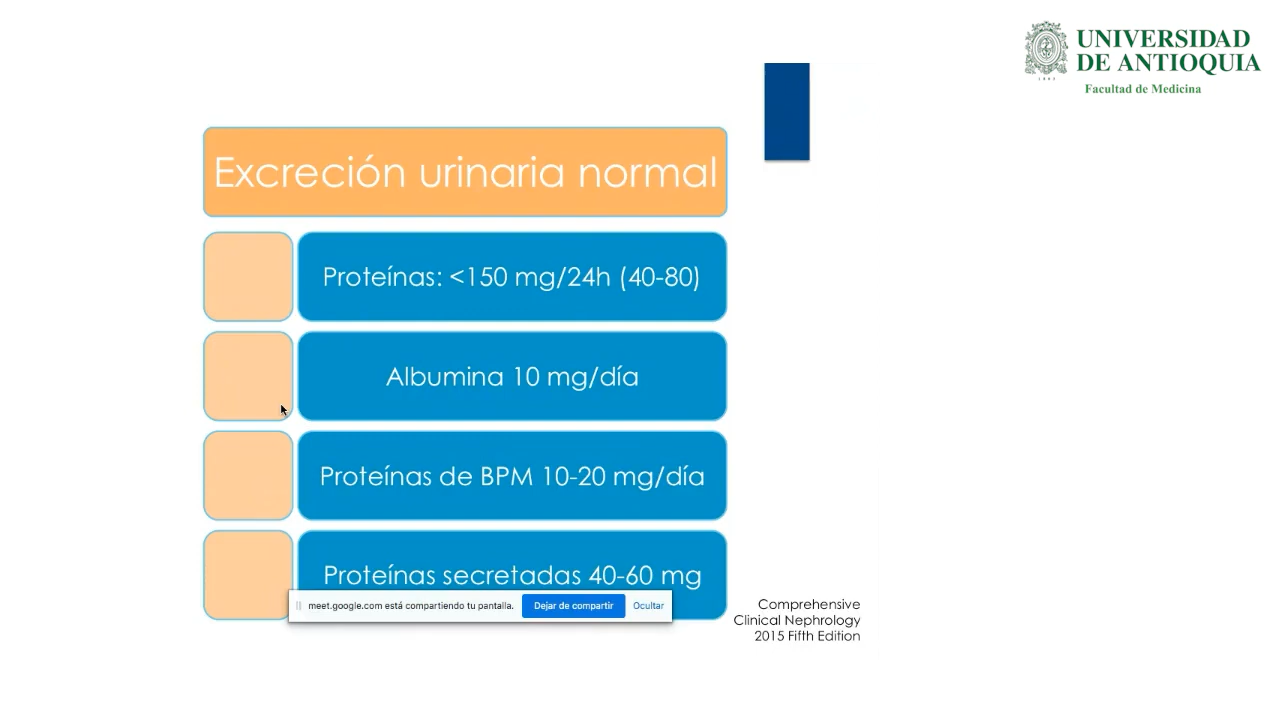 UNIVERSIDAD
DE ANTIOQUIA
1803
Facultad de Medicina
Excreción urinaria normal
Proteínas: <150 mg/24h (40-80)
Albumina 10 mg/día
Proteínas de BPM 10-20 mg/día
Proteínas secretadas 40-60 mg
meet.google.com está compartiendo tu pantalla.
Dejar de compartir
Ocultar
Comprehensive
Clinical Nephrology
2015 Fifth Edition